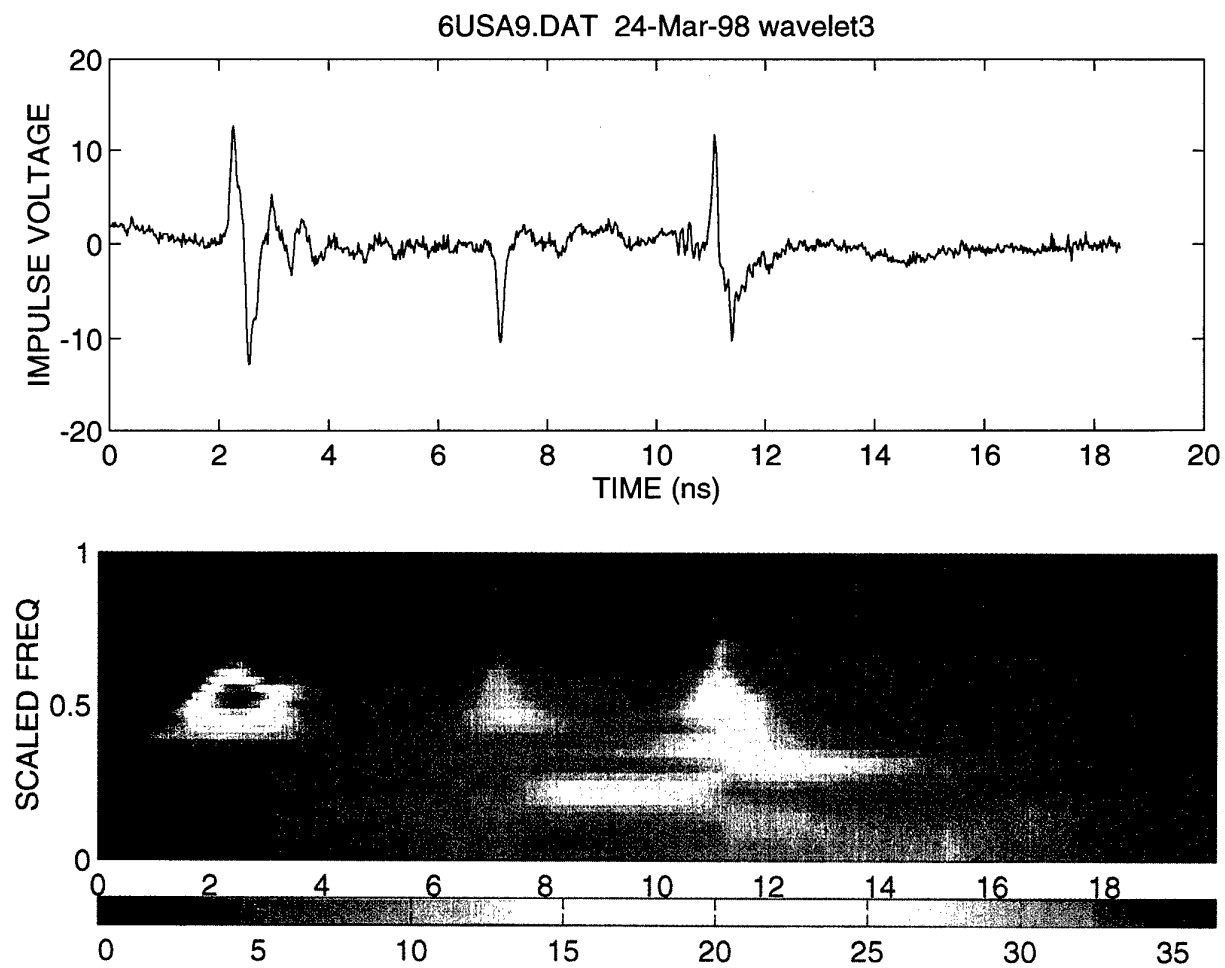 6USA9.DAT 24-Mar-98 wavelet3
20
10
0
-10
-20
IMPULSE VOLTAGE
0 2 4 6 8 10 12 14 16 18 20
TIME (ns)
1
0.5
0
SCALED FREQ
0 2 4 6 8 10 12 14 16 18
0 5 10 15 20 25 30 35